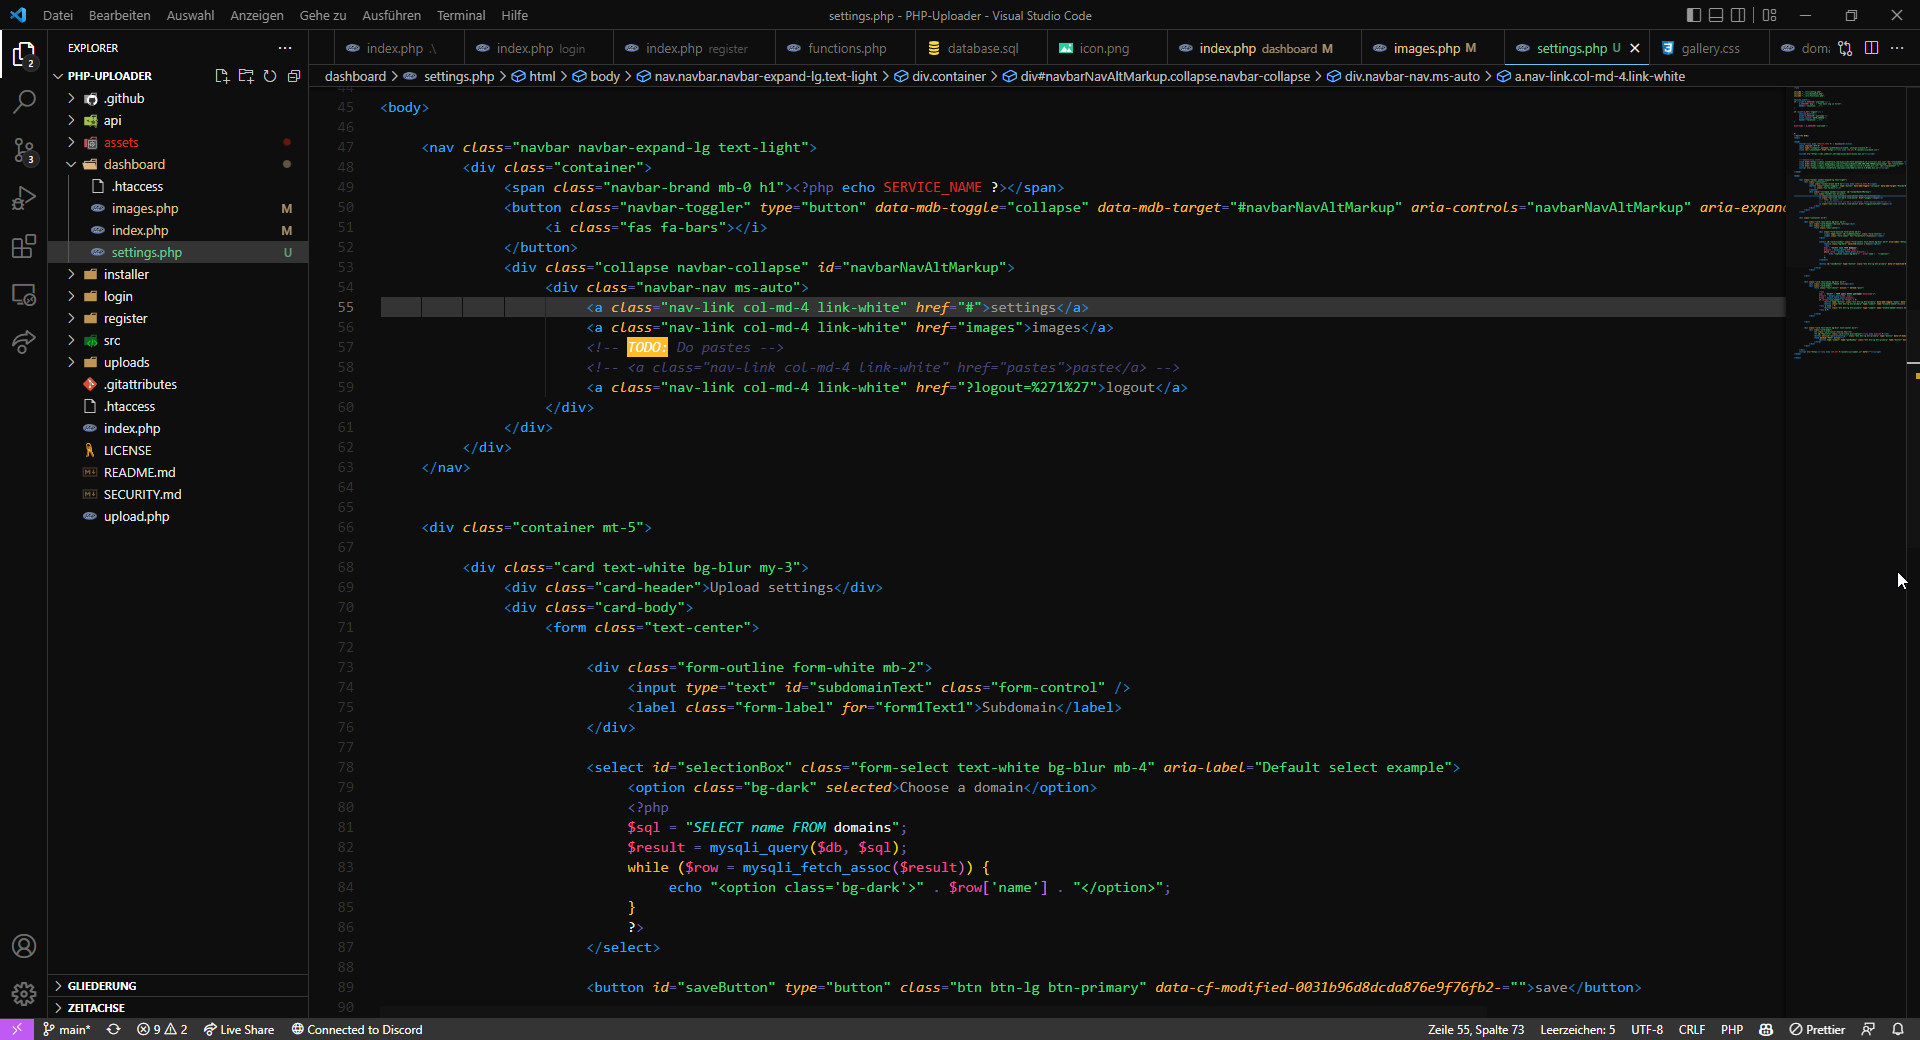 Datei Bearbeiten Auswahl Anzeigen Gehe zu Ausführen Terminal Hilfe
settings.php - PHP-Uploader - Visual Studio Code
EXPLORER
index.php .\
index.php login
index.php register
functions.php
database.sql
icon.png
index.php dashboard M
images.php M
settings.php U
gallery.css
PHP-UPLOADER
dashboard > settings.php > html > body > nav.navbar.navbar-expand-lg.text-light > div.container > div#navbarNavAltMarkup.collapse.navbar-collapse > div.navbar-nav.ms-auto > a.nav-link.col-md-4.link-white
2
3
.github
api
assets
dashboard
.htaccess
images.php M
index.php M
settings.php U
installer
login
register
src
uploads
.gitattributes
.htaccess
index.php
LICENSE
README.md
SECURITY.md
upload.php
GLIEDERUNG
ZEITACHSE
45 <body>
46
47 <nav class="navbar navbar-expand-lg text-light">
48 <div class="container">
49 <span class="navbar-brand mb-0 h1"><?php echo SERVICE_NAME ?></span>
50 <button class="navbar-toggler" type="button" data-mdb-toggle="collapse" data-mdb-target="#navbarNavAltMarkup" aria-controls="navbarNavAltMarkup" aria-expand
51 <i class="fas fa-bars"></i>
52 </button>
53 <div class="collapse navbar-collapse" id="navbarNavAltMarkup">
54 <div class="navbar-nav ms-auto">
55 <a class="nav-link col-md-4 link-white" href="#">settings</a>
56 <a class="nav-link col-md-4 link-white" href="images">images</a>
57 <!-- TODO: Do pastes -->
58 <!-- <a class="nav-link col-md-4 link-white" href="pastes">paste</a> -->
59 <a class="nav-link col-md-4 link-white" href="?logout=%271%27">logout</a>
60 </div>
61 </div>
62 </div>
63 </nav>
64
65
66 <div class="container mt-5">
67
68 <div class="card text-white bg-blur my-3">
69 <div class="card-header">Upload settings</div>
70 <div class="card-body">
71 <form class="text-center">
72
73 <div class="form-outline form-white mb-2">
74 <input type="text" id="subdomainText" class="form-control" />
75 <label class="form-label" for="form1Text1">Subdomain</label>
76 </div>
77
78 <select id="selectionBox" class="form-select text-white bg-blur mb-4" aria-label="Default select example">
79 <option class="bg-dark" selected>Choose a domain</option>
80 <?php
81 $sql = "SELECT name FROM domains";
82 $result = mysqli_query($db, $sql);
83 while ($row = mysqli_fetch_assoc($result)) {
84 echo "<option class='bg-dark'>" . $row['name'] . "</option>";
85 }
86 ?>
87 </select>
88
89 <button id="saveButton" type="button" class="btn btn-lg btn-primary" data-cf-modified-0031b96d8dcda876e9f76fb2-="">save</button>
90
main* 9 2 Live Share Connected to Discord
Zeile 55, Spalte 73 Leerzeichen: 5 UTF-8 CRLF PHP Prettier